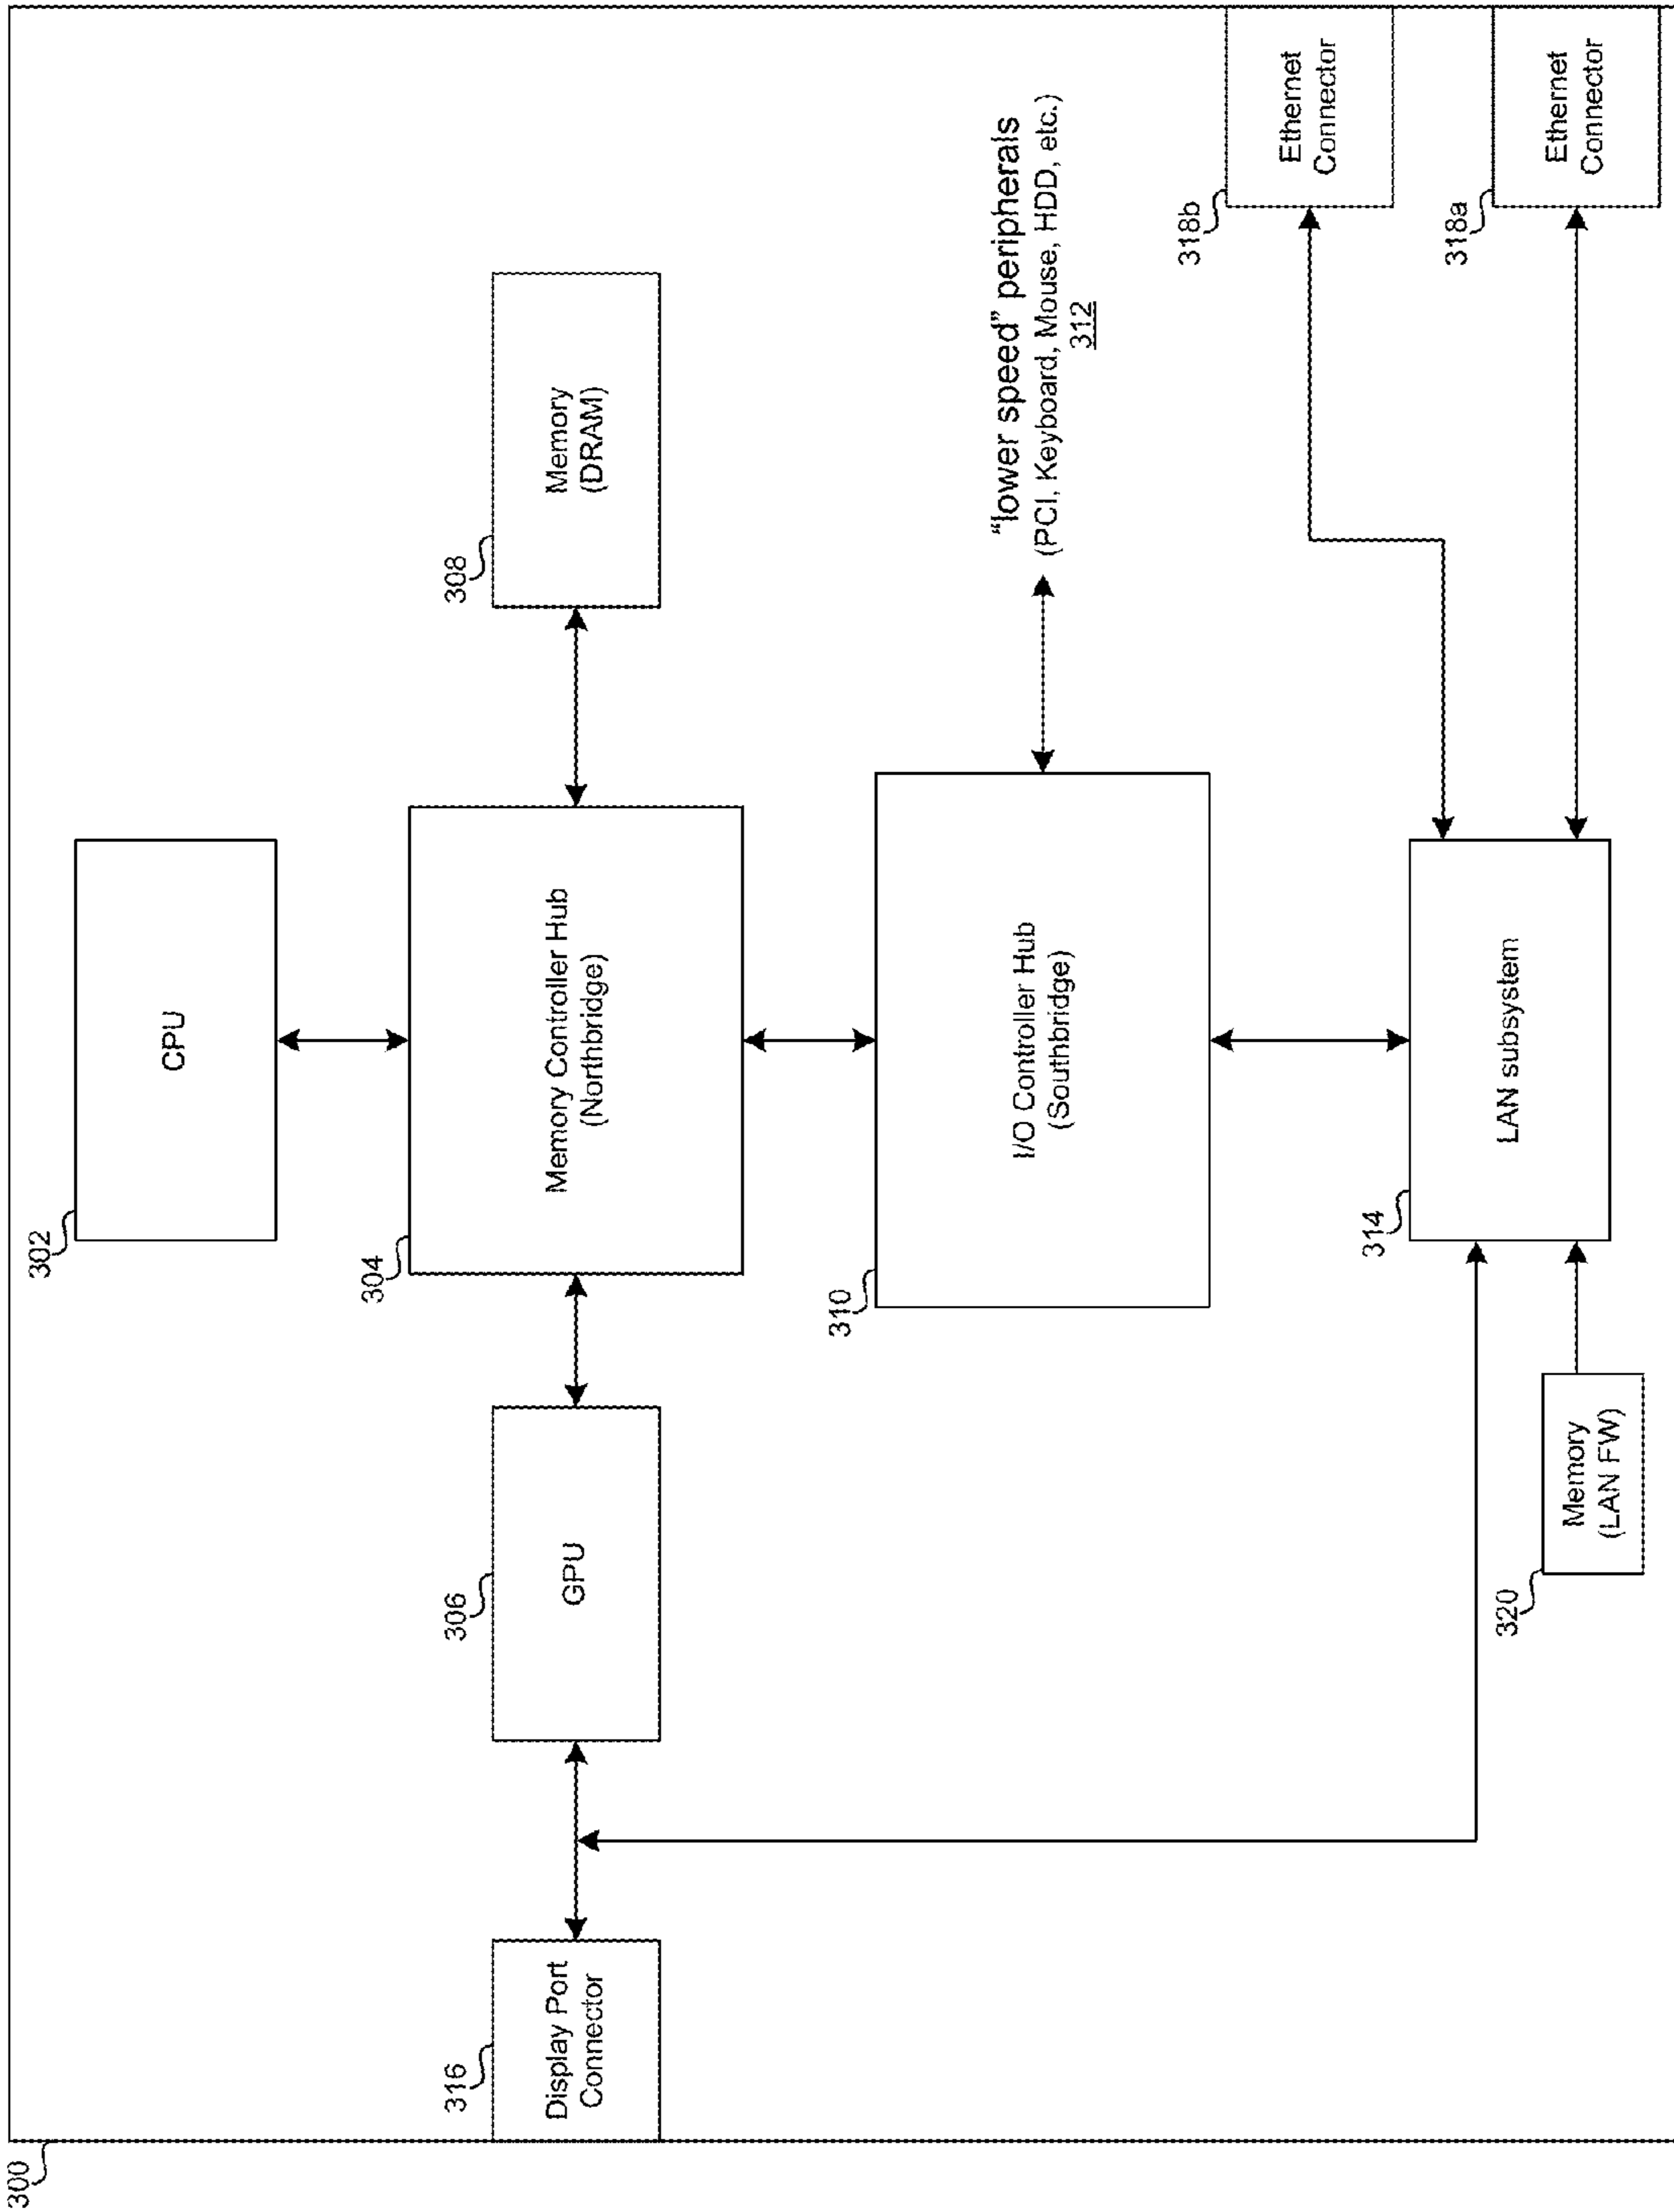 300
302
CPU
304
Memory Controller Hub
(Northbridge)
306
GPU
308
Memory
(DRAM)
316
Display Port
Connector
310
I/O Controller Hub
(Southbridge)
"lower speed" peripherals
(PCI, Keyboard, Mouse, HDD, etc.)
312
314
LAN subsystem
320
Memory
(LAN FW)
318b
Ethernet
Connector
318a
Ethernet
Connector